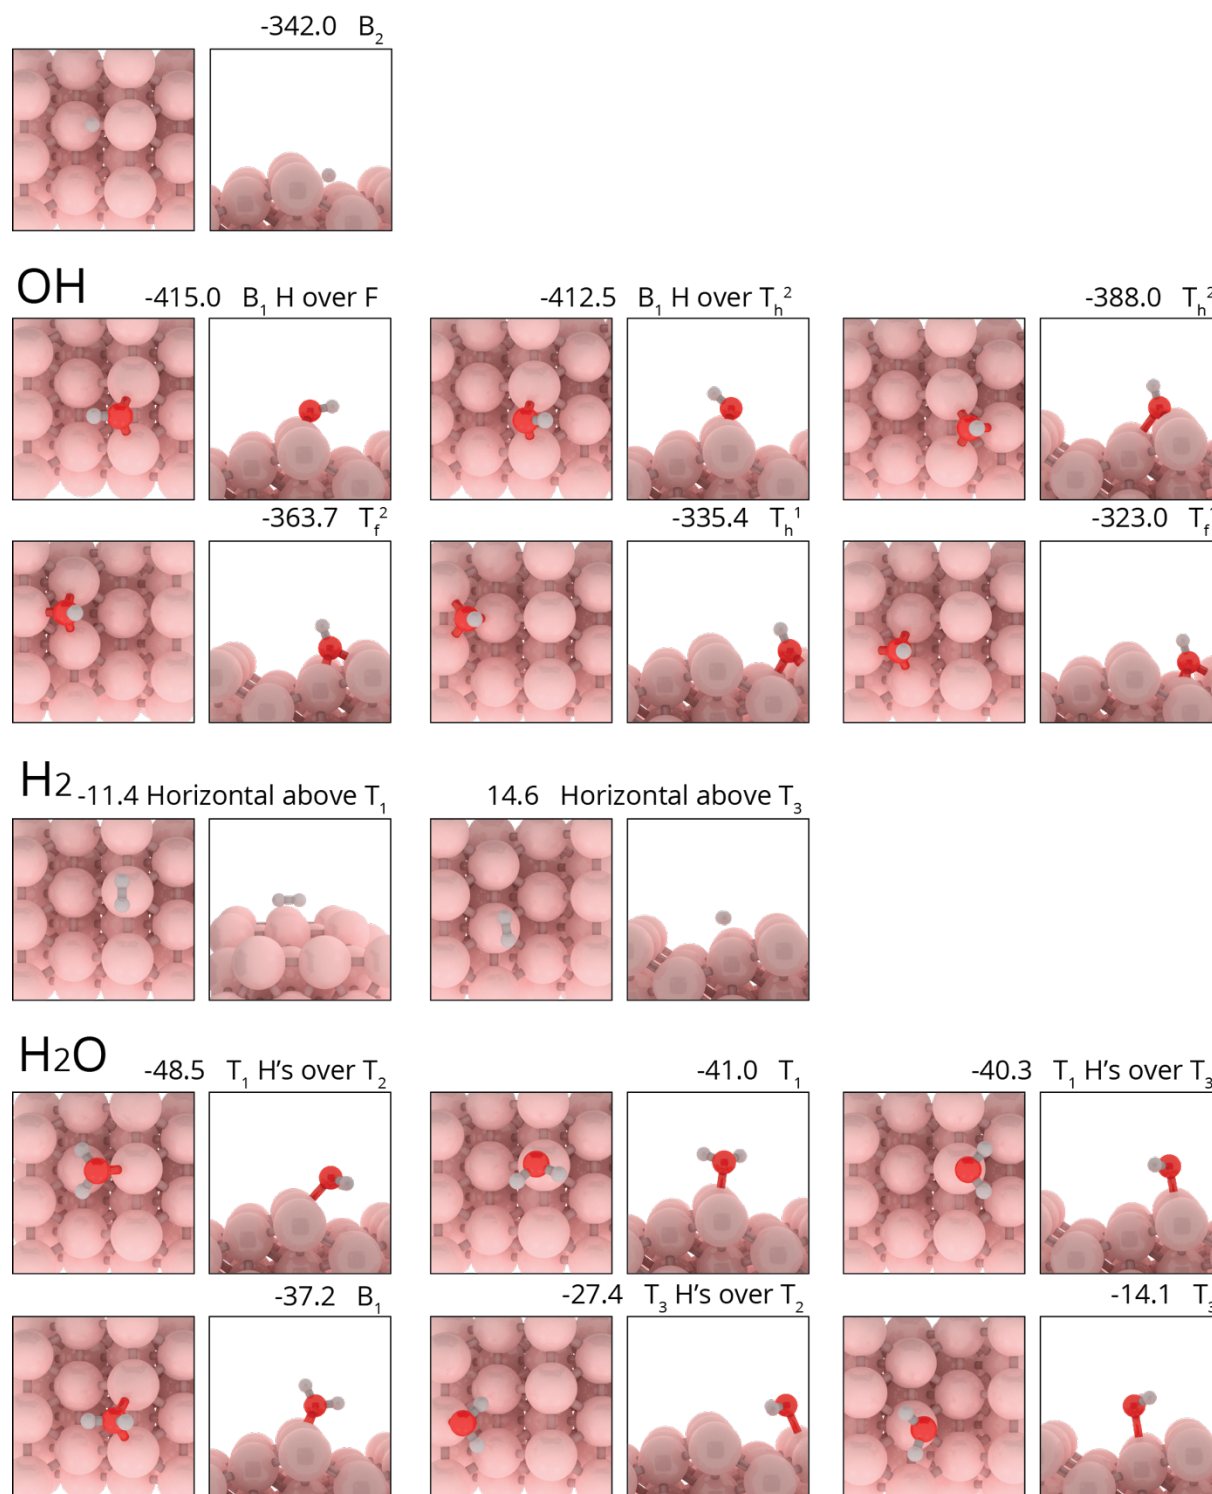 -342.0 B₂
OH
-415.0 B₁ H over F
-412.5 B₁ H over Tₕ²
-388.0 Tₕ²
-363.7 T_f²
-335.4 Tₕ¹
-323.0 T_f
H₂
-11.4 Horizontal above T₁
14.6 Horizontal above T₃
H₂O
-48.5 T₁ H’s over T₂
-41.0 T₁
-40.3 T₁ H’s over T₃
-37.2 B₁
-27.4 T₃ H’s over T₂
-14.1 T₃